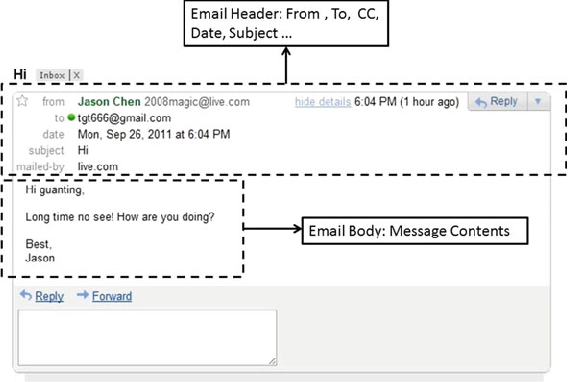 Email Header: From , To, CC,
Date, Subject ...
Hi Inbox | X
from Jason Chen 2008magic@live.com hide details 6:04 PM (1 hour ago) Reply
to tgt666@gmail.com
date Mon, Sep 26, 2011 at 6:04 PM
subject Hi
mailed-by live.com
Hi guanting,
Long time no see! How are you doing?
Email Body: Message Contents
Best,
Jason
Reply Forward